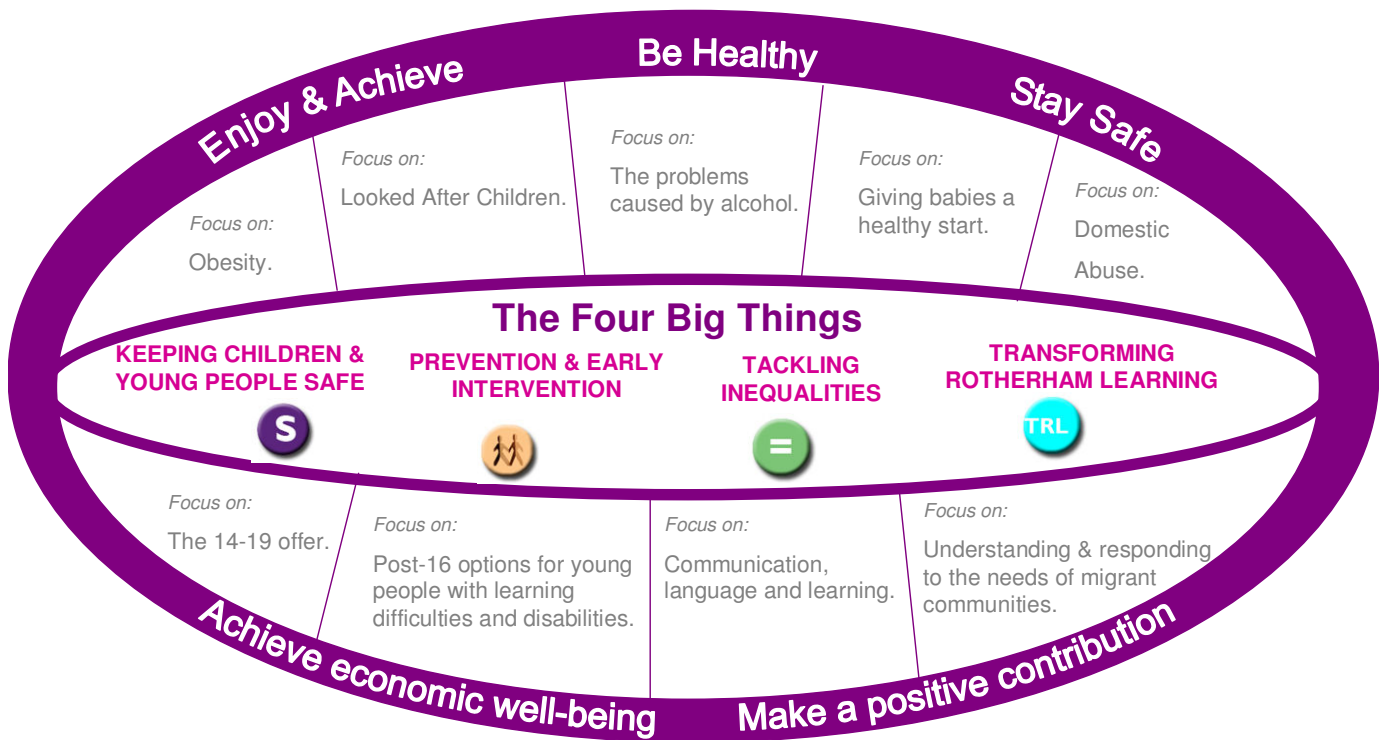 Enjoy & Achieve
Be Healthy
Stay Safe
Focus on:
Obesity.
Focus on:
Looked After Children.
Focus on:
The problems
caused by alcohol.
Focus on:
Giving babies a
healthy start.
Focus on:
Domestic
Abuse.
The Four Big Things
KEEPING CHILDREN &
YOUNG PEOPLE SAFE
S
PREVENTION & EARLY
INTERVENTION
TACKLING
INEQUALITIES
=
TRANSFORMING
ROTHERHAM LEARNING
TRL
Focus on:
The 14-19 offer.
Focus on:
Post-16 options for young
people with learning
difficulties and disabilities.
Focus on:
Communication,
language and learning.
Focus on:
Understanding & responding
to the needs of migrant
communities.
Achieve economic well-being
Make a positive contribution